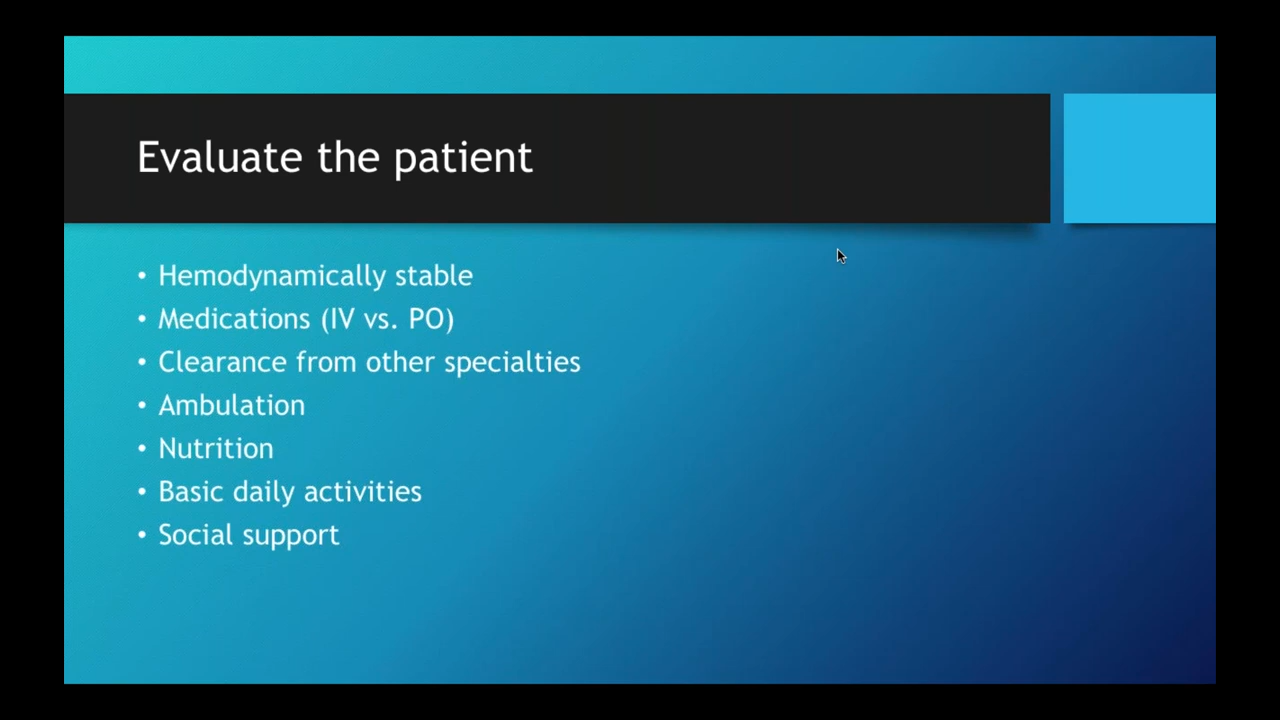 Evaluate the patient
• Hemodynamically stable
• Medications (IV vs. PO)
• Clearance from other specialties
• Ambulation
• Nutrition
• Basic daily activities
• Social support